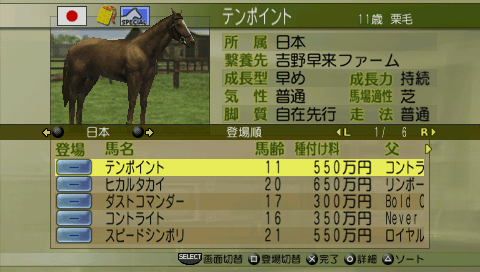 SPECIAL
テンポイント 11歳 栗毛
所属 日本
繋養先 吉野早来ファーム
成長型 早め 成長力 持続
気性 普通 馬場適性 芝
脚質 自在先行 走法 普通
日本 登場順 L 1/ 6 R
登場 馬名 馬齢 種付け料 父
テンポイント 11 550万円 コントラ
ヒカルタカイ 20 650万円 リンボー
ダストコマンダー 17 300万円 Bold C
コントライト 16 350万円 Never
スピードシンボリ 21 550万円 ロイヤル
SELECT 画面切替 登場切替 完了 詳細 ソート